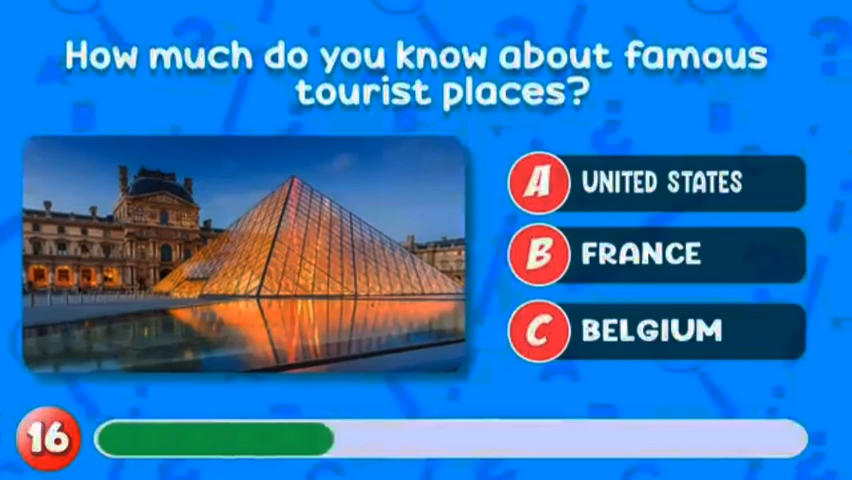 How much do you know about famous
tourist places?
A UNITED STATES
B FRANCE
C BELGIUM
16